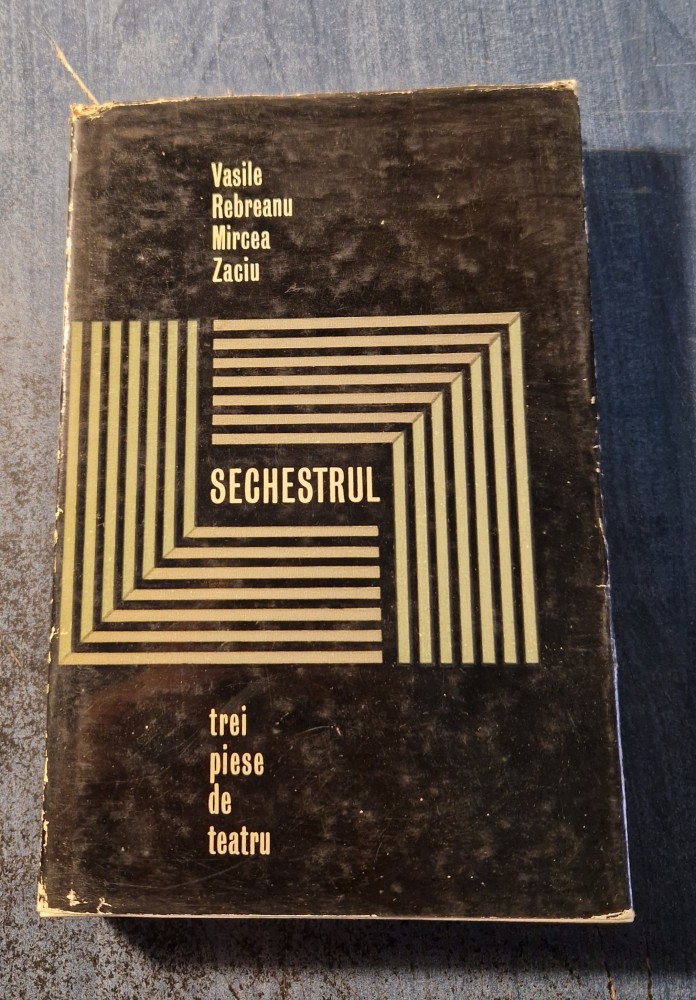 Vasile
Rebreanu
Mircea
Zaciu
SECHESTRUL
trei
piese
de
teatru